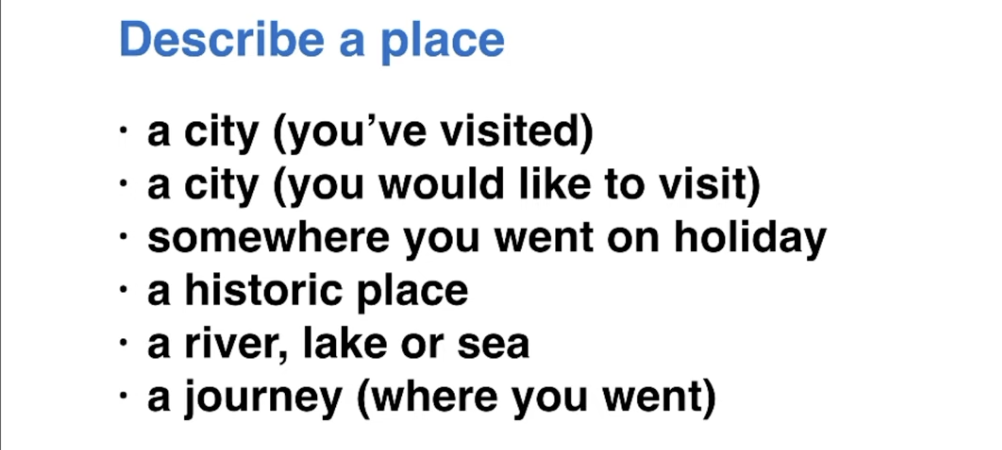 Describe a place
· a city (you’ve visited)
· a city (you would like to visit)
· somewhere you went on holiday
· a historic place
· a river, lake or sea
· a journey (where you went)